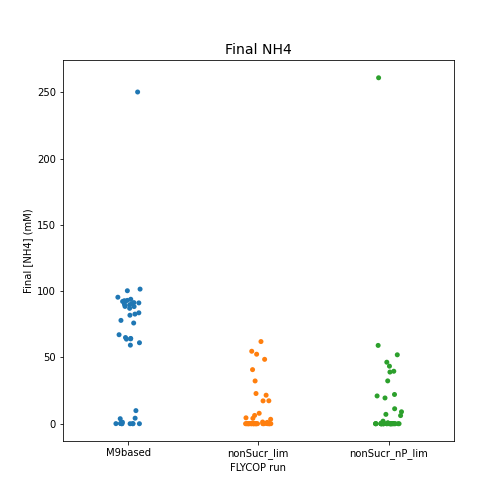 Final NH4
Final [NH4] (mM)
250
200
150
100
50
0
M9based
nonSucr_lim
nonSucr_nP_lim
FLYCOP run